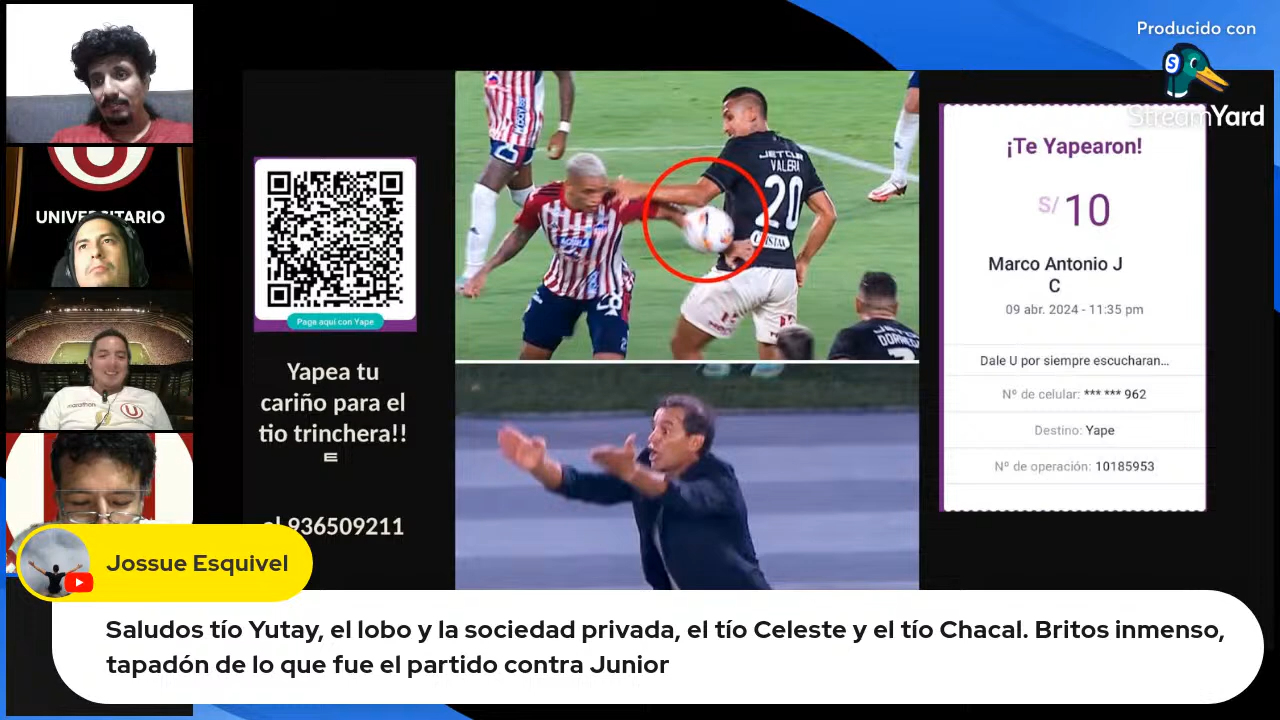 Producido con
StreamYard
UNIVERSITARIO
marathon
Paga aquí con Yape
Yapea tu
cariño para el
tio trinchera!!
al 936509211
JETOUR
VALERA
20
AGUILA
¡Te Yapearon!
S/ 10
Marco Antonio J
C
09 abr. 2024 - 11:35 pm
Dale U por siempre escucharan...
Nº de celular: *** *** 962
Destino: Yape
Nº de operación: 10185953
Jossue Esquivel
Saludos tío Yutay, el lobo y la sociedad privada, el tío Celeste y el tío Chacal. Britos inmenso,
tapadón de lo que fue el partido contra Junior